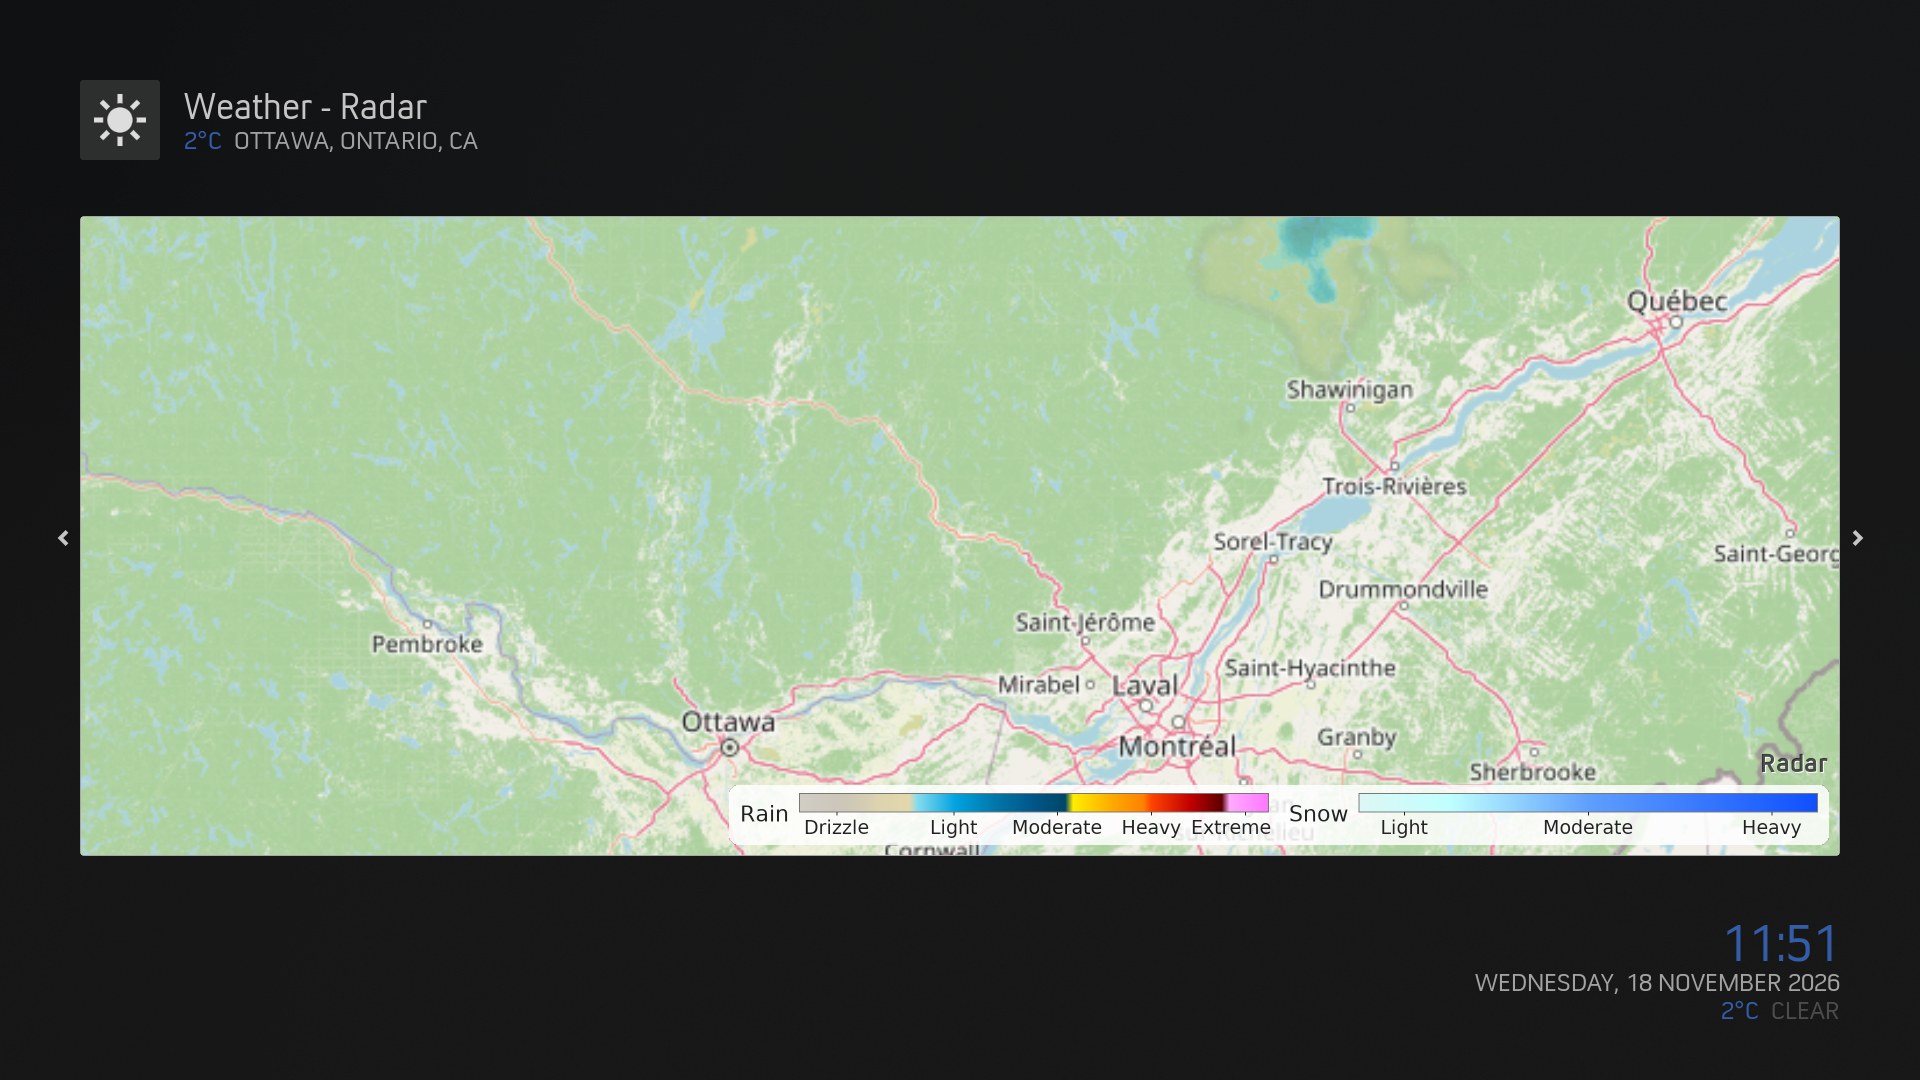 Weather - Radar
2°C OTTAWA, ONTARIO, CA
Québec
Shawinigan
Trois-Rivières
Sorel-Tracy
Saint-Georg
Drummondville
Saint-Jérôme
Pembroke
Saint-Hyacinthe
Mirabel
Laval
Ottawa
Granby
Montréal
Sherbrooke
Radar
Rain
Drizzle Light Moderate Heavy Extreme
Snow
Light Moderate Heavy
Cornwall
11:51
WEDNESDAY, 18 NOVEMBER 2026
2°C CLEAR